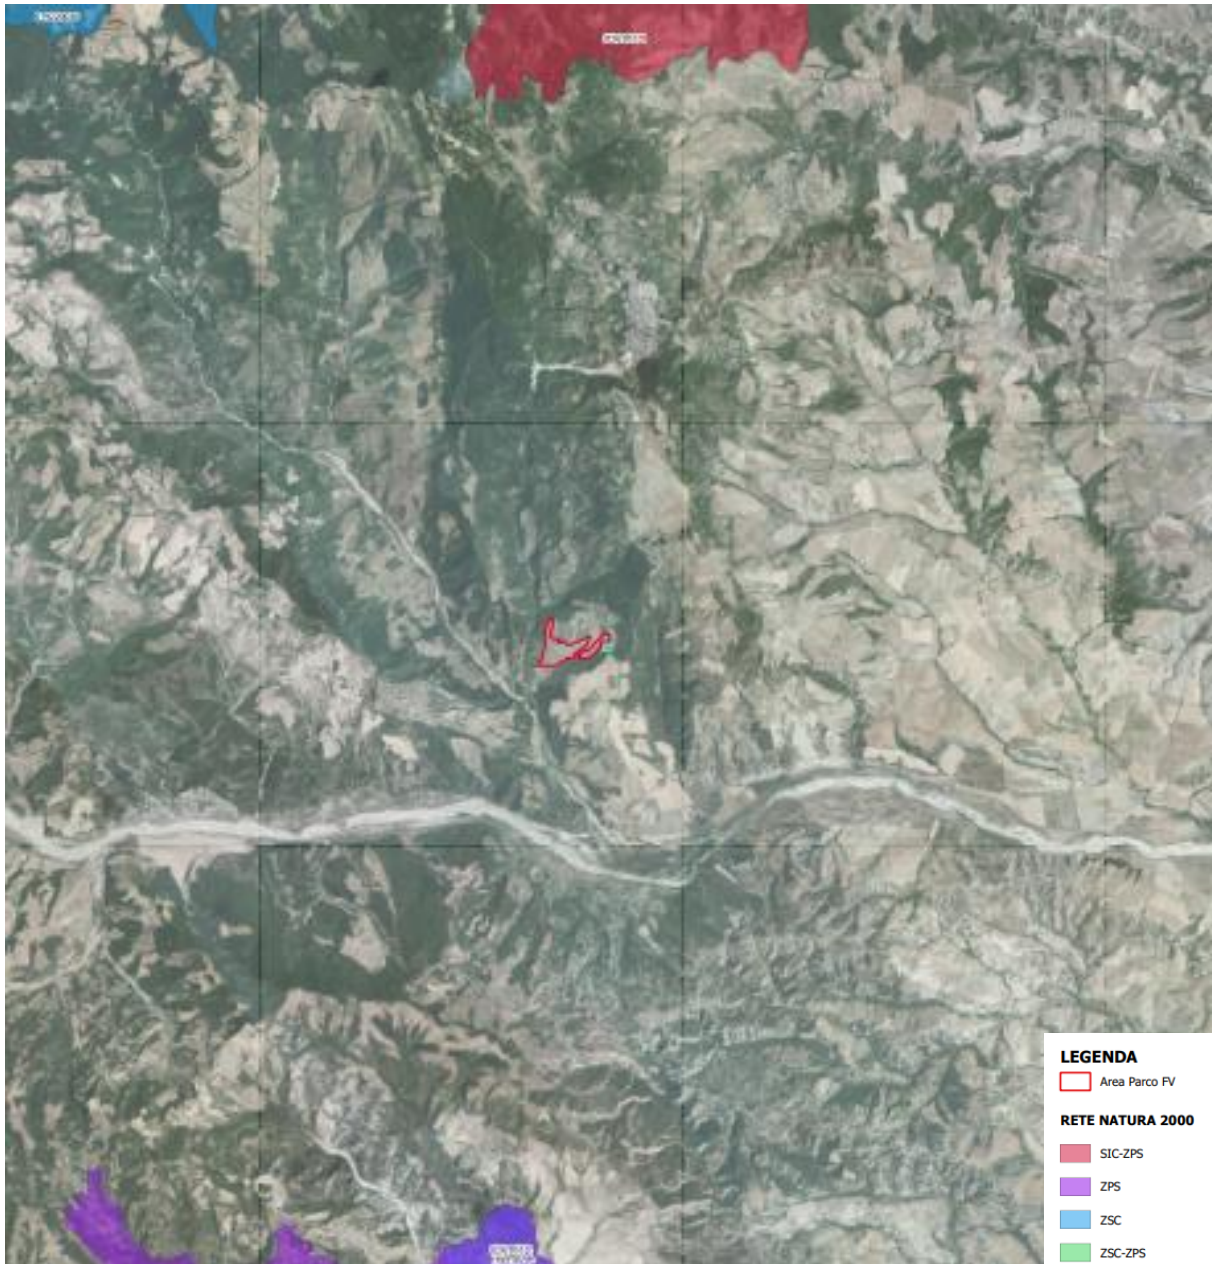 LEGENDA
Area Parco FV
RETE NATURA 2000
SIC-ZPS
ZPS
ZSC
ZSC-ZPS